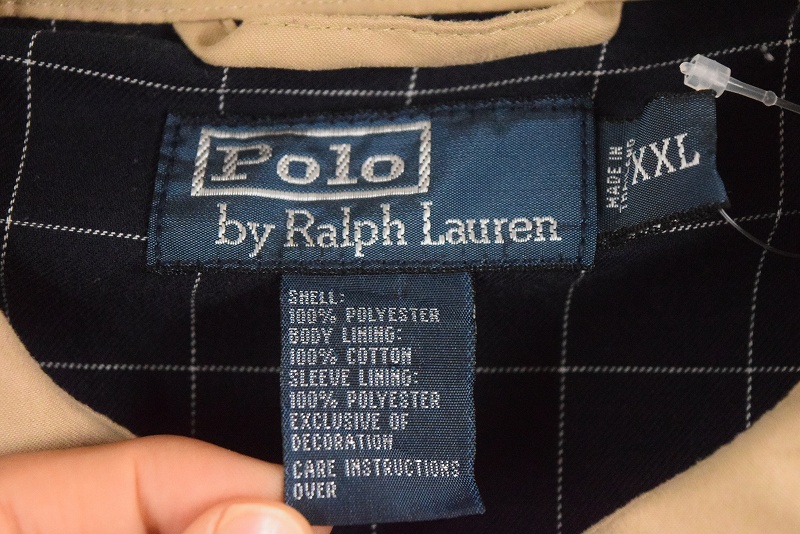 Polo
by Ralph Lauren
MADE IN
THAILAND
XXL
SHELL:
100% POLYESTER
BODY LINING:
100% COTTON
SLEEVE LINING:
100% POLYESTER
EXCLUSIVE OF
DECORATION
CARE INSTRUCTIONS
OVER